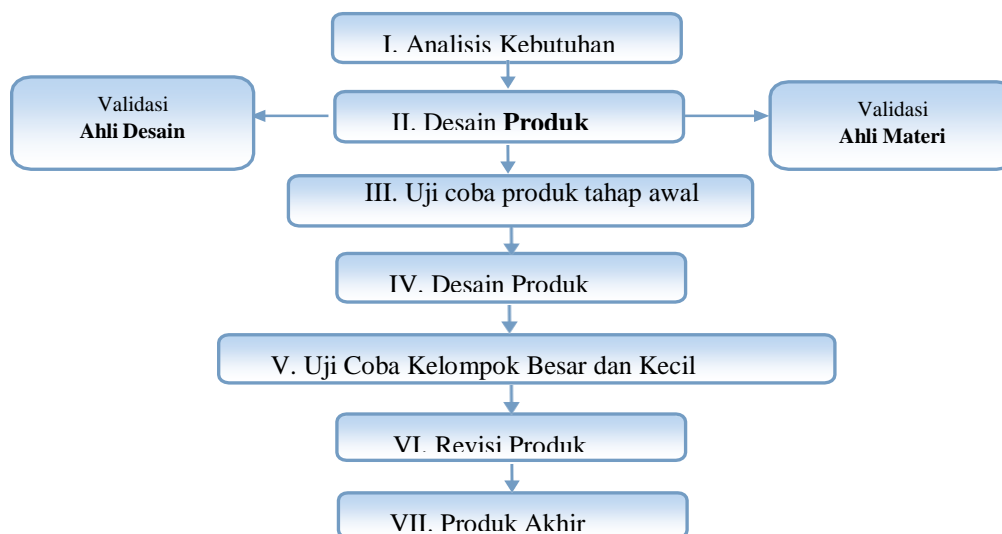 I. Analisis Kebutuhan
Validasi
Ahli Desain
II. Desain Produk
Validasi
Ahli Materi
III. Uji coba produk tahap awal
IV. Desain Produk
V. Uji Coba Kelompok Besar dan Kecil
VI. Revisi Produk
VII. Produk Akhir